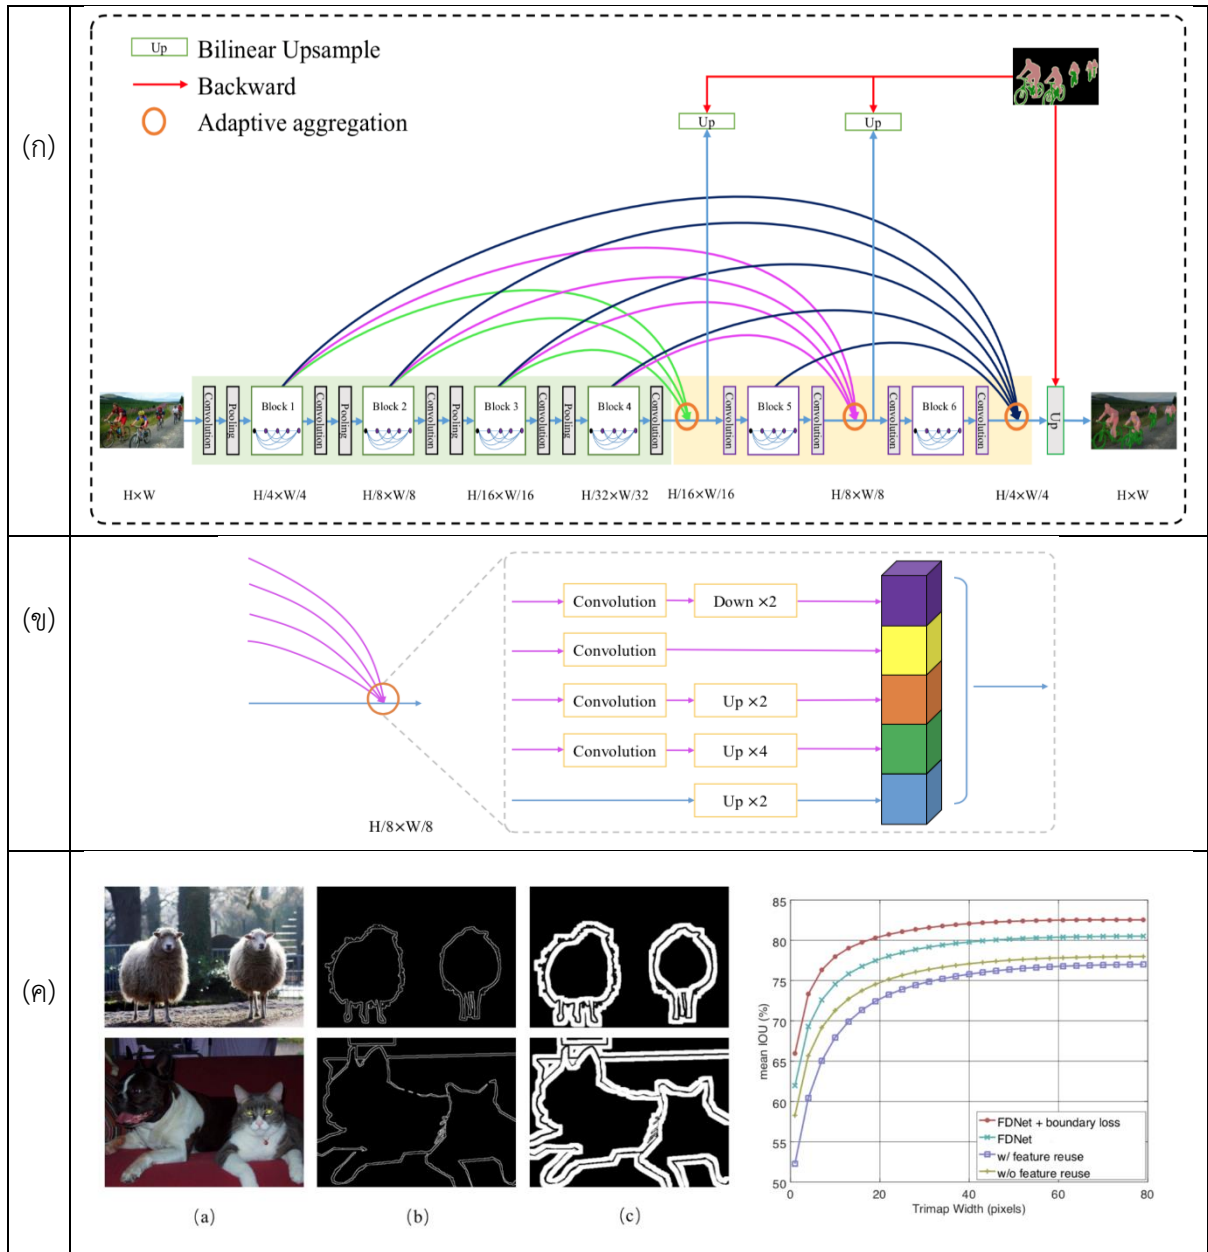 (ก)
Up Bilinear Upsample
Backward
Adaptive aggregation
Up
Up
Convolution
Pooling
Block 1
Convolution
Pooling
Block 2
Convolution
Pooling
Block 3
Convolution
Pooling
Block 4
Convolution
Convolution
Block 5
Convolution
Convolution
Block 6
Convolution
Up
H×W
H/4×W/4
H/8×W/8
H/16×W/16
H/32×W/32
H/16×W/16
H/8×W/8
H/4×W/4
H×W
(ข)
Convolution
Down ×2
Convolution
Convolution
Up ×2
Convolution
Up ×4
Up ×2
H/8×W/8
(ค)
(a)
(b)
(c)
mean IOU (%)
85
80
75
70
65
60
55
50
0
20
40
60
80
Trimap Width (pixels)
FDNet + boundary loss
FDNet
w/ feature reuse
w/o feature reuse